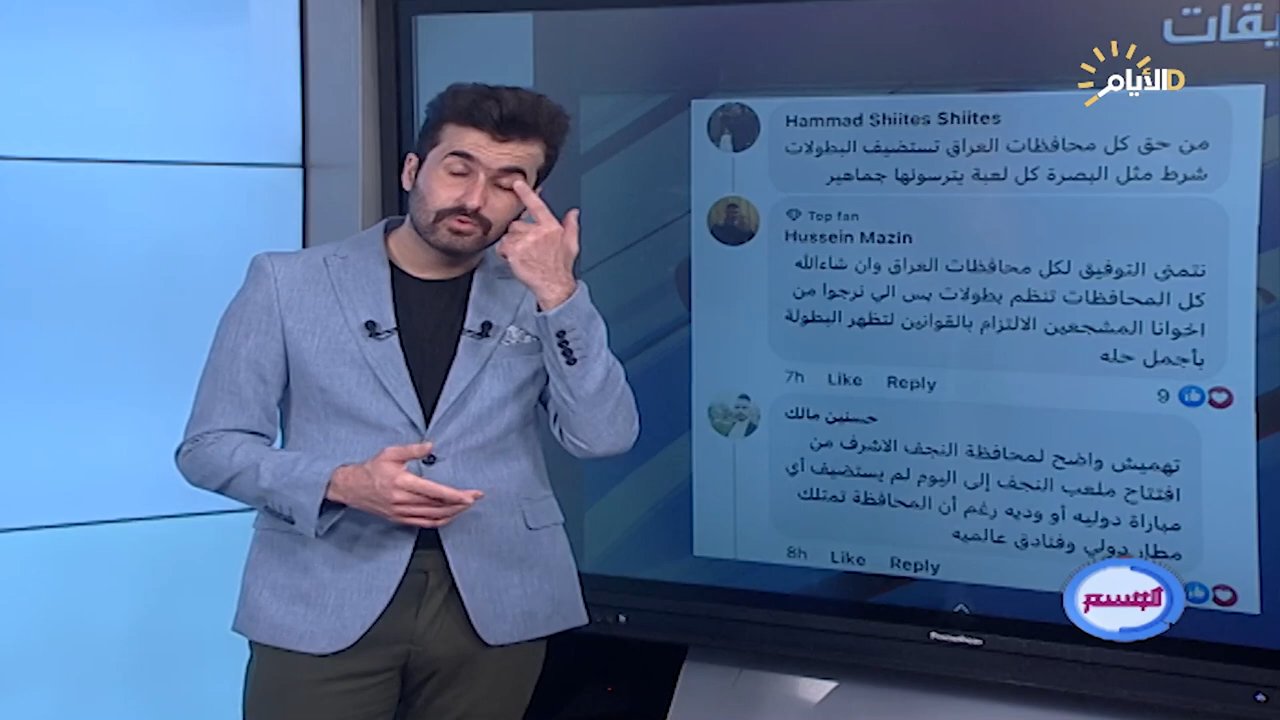 الأيام
Hammad Shiites Shiites
من حق كل محافظات العراق تستضيف البطولات
شرط مثل البصرة كل لعبة يترسونها جماهير
Top fan
Hussein Mazin
نتمنى التوفيق لكل محافظات العراق وان شاءالله
كل المحافظات تنظم بطولات بس الي نرجوا من
اخوانا المشجعين الالتزام بالقوانين لتظهر البطولة
بأجمل حله
7h Like Reply 9
حسنين مالك
تهميش واضح لمحافظة النجف الاشرف من
افتتاح ملعب النجف إلى اليوم لم يستضيف أي
مباراة دوليه أو وديه رغم أن المحافظة تمتلك
مطار دولي وفنادق عالميه
8h Like Reply